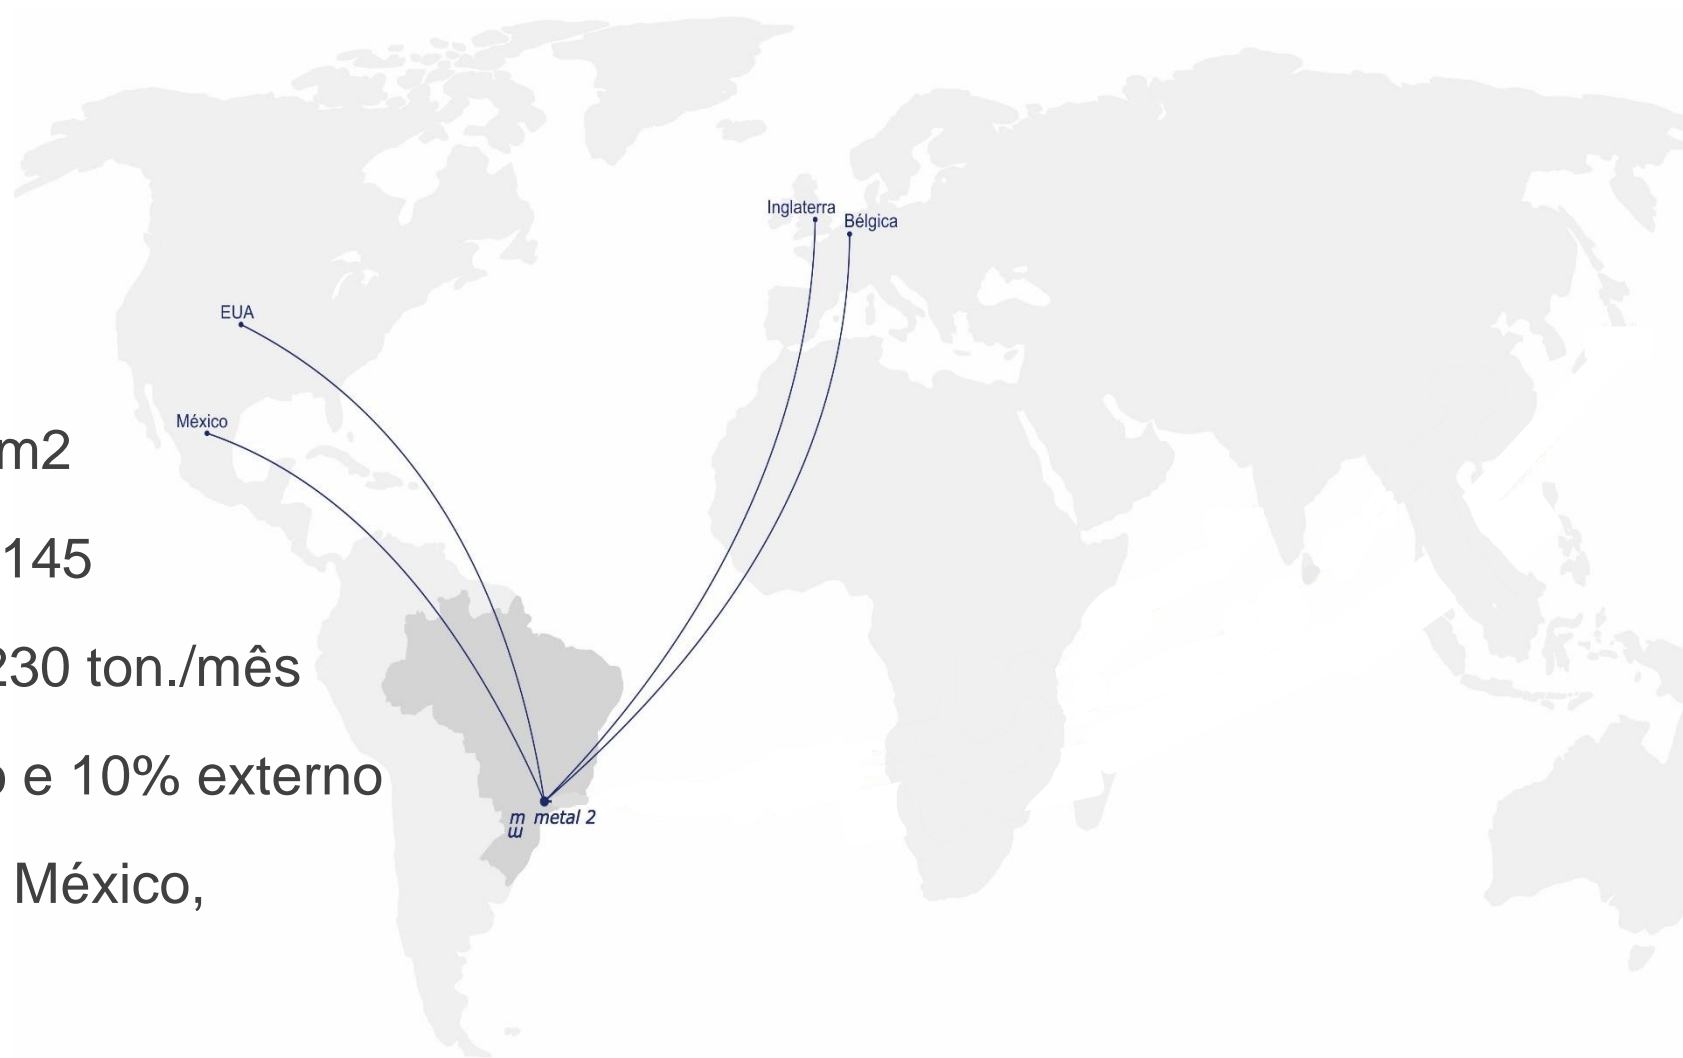 Inglaterra
Bélgica
EUA
México
m2
145
230 ton./mês
o e 10% externo
México,
m metal 2
m